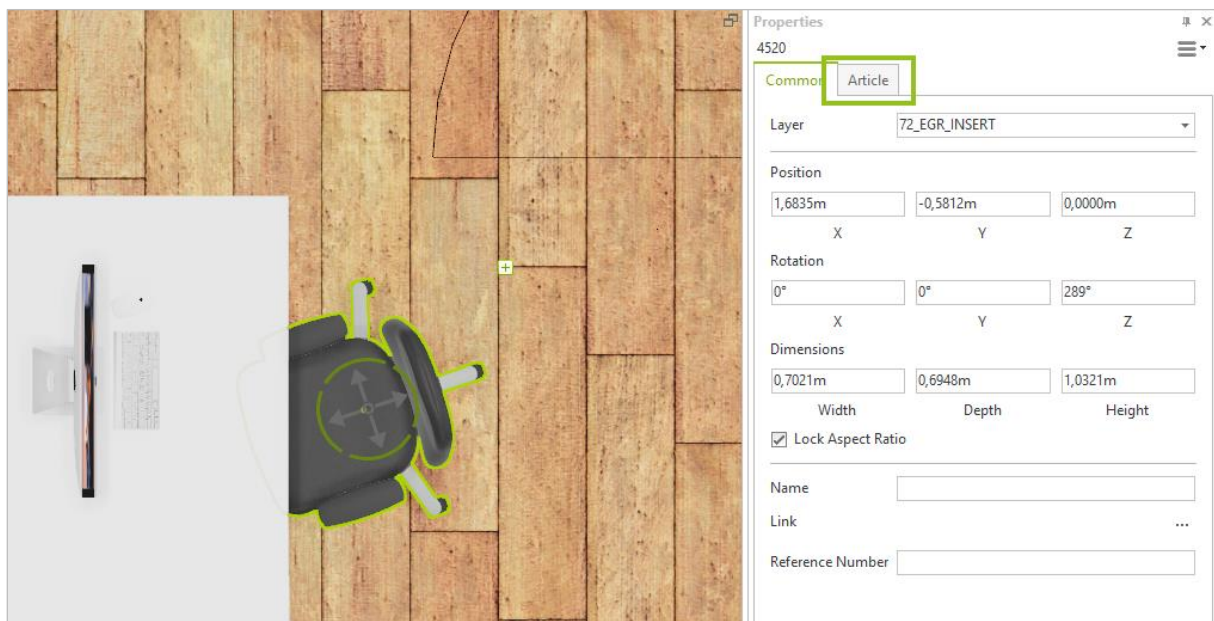 Properties
4520
Common Article
Layer 72_EGR_INSERT
Position
1,6835m -0,5812m 0,0000m
X Y Z
Rotation
0° 0° 289°
X Y Z
Dimensions
0,7021m 0,6948m 1,0321m
Width Depth Height
Lock Aspect Ratio
Name
Link ...
Reference Number